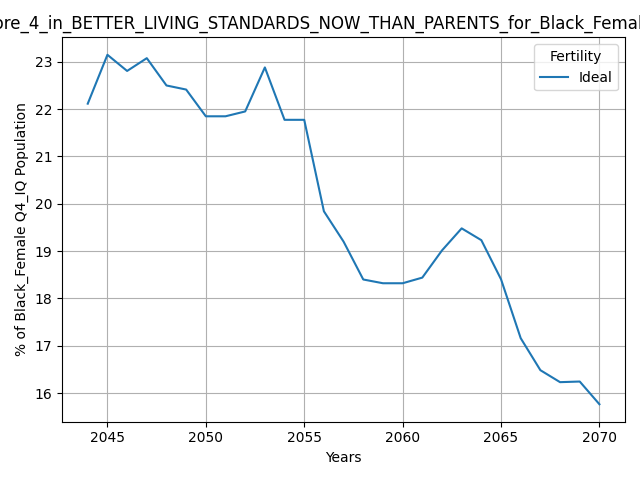 ore_4_in_BETTER_LIVING_STANDARDS_NOW_THAN_PARENTS_for_Black_Femal
Fertility
Ideal
% of Black_Female Q4_IQ Population
23
22
21
20
19
18
17
16
2045 2050 2055 2060 2065 2070
Years